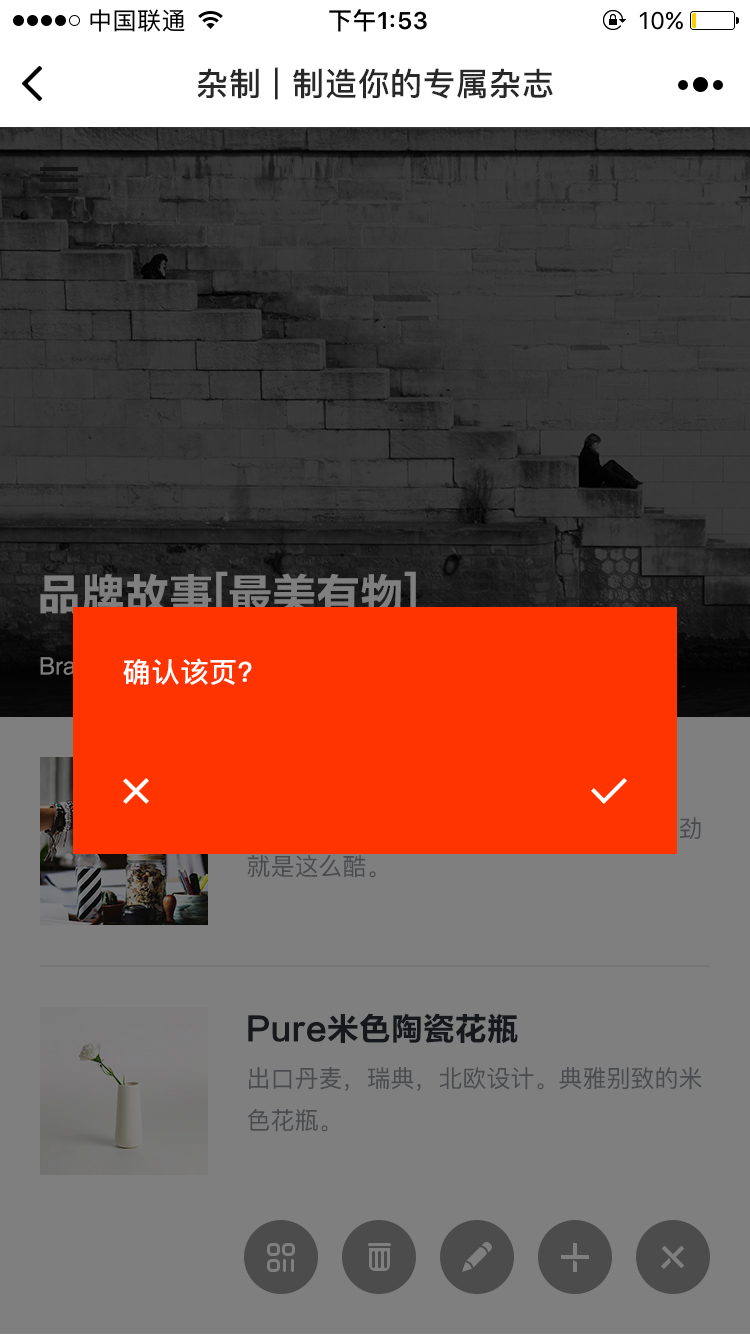 中国联通
下午1:53
10%
杂制｜制造你的专属杂志
品牌故事[最美有物]
Bra
确认该页?
劲
就是这么酷。
Pure米色陶瓷花瓶
出口丹麦，瑞典，北欧设计。典雅别致的米
色花瓶。